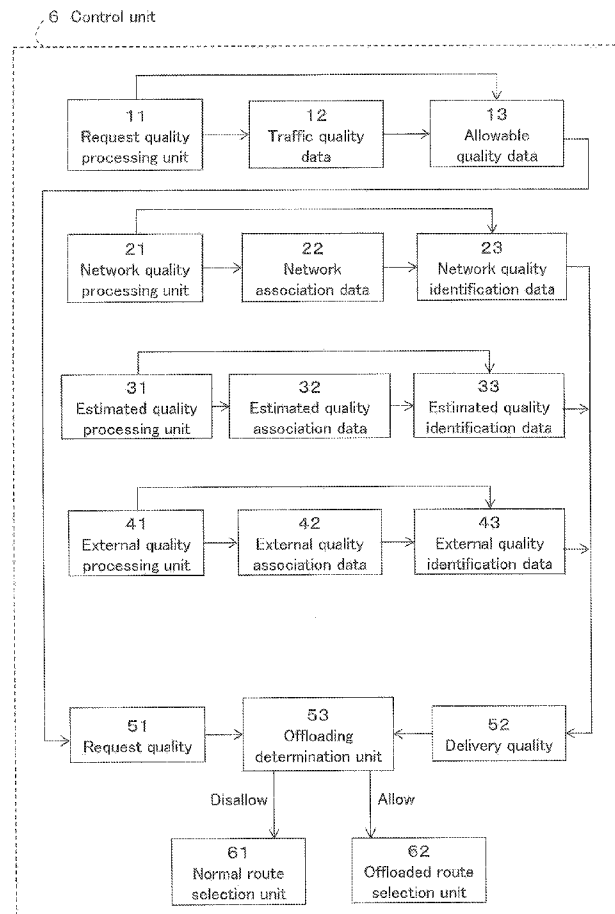 6 Control unit
11
Request quality
processing unit
12
Traffic quality
data
13
Allowable
quality data
21
Network quality
processing unit
22
Network
association data
23
Network quality
identification data
31
Estimated quality
processing unit
32
Estimated quality
association data
33
Estimated quality
identification data
41
External quality
processing unit
42
External quality
association data
43
External quality
identification data
51
Request quality
53
Offloading
determination unit
52
Delivery quality
Disallow
Allow
61
Normal route
selection unit
62
Offloaded route
selection unit